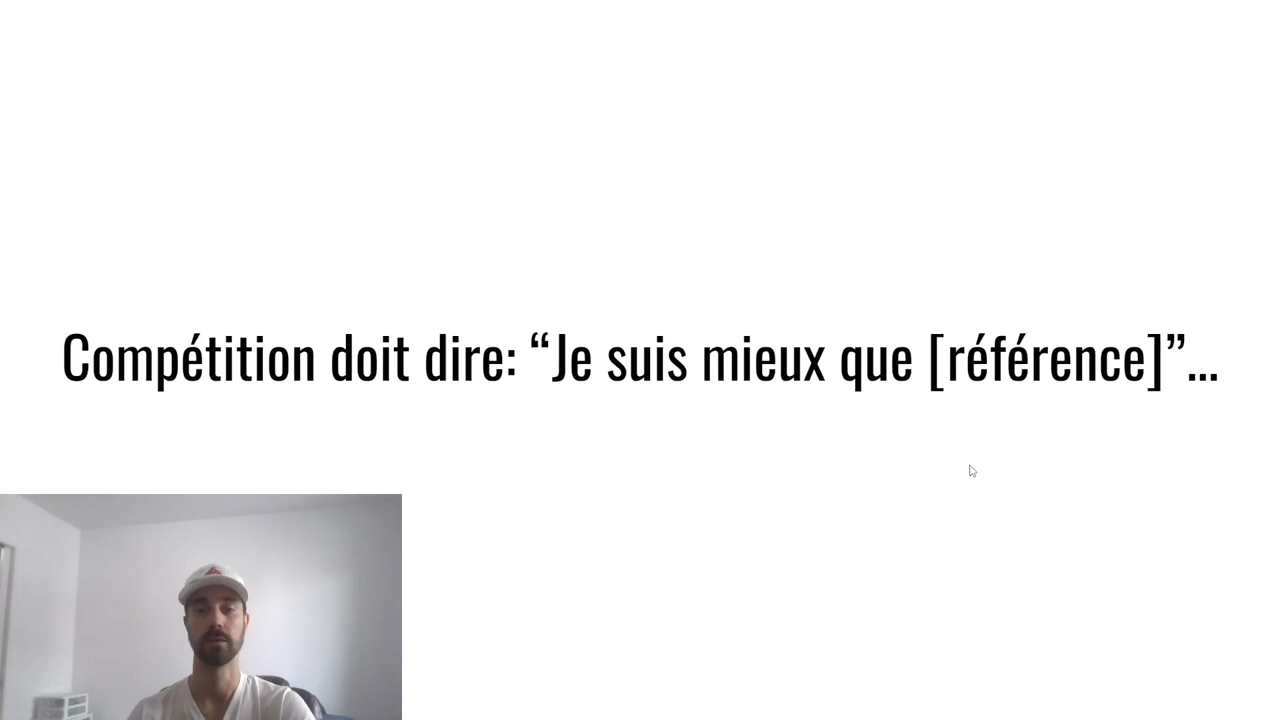 Compétition doit dire: “Je suis mieux que [référence]”...